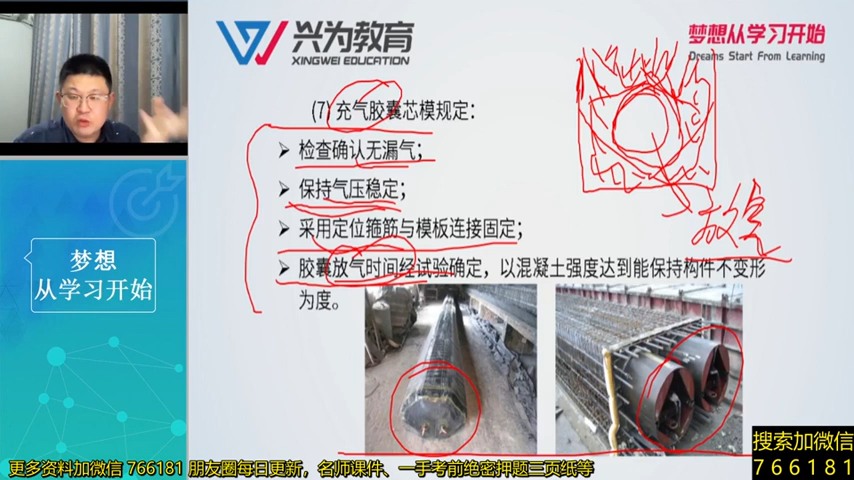 兴为教育
XINGWEI EDUCATION
梦想从学习开始
Dreams Start From Learning
(7) 充气胶囊芯模规定：
➢ 检查确认无漏气；
➢ 保持气压稳定；
➢ 采用定位箍筋与模板连接固定；
➢ 胶囊放气时间经试验确定，以混凝土强度达到能保持构件不变形
为度。
放气
梦想
从学习开始
搜索加微信
766181
更多资料加微信 766181 朋友圈每日更新，名师课件、一手考前绝密押题三页纸等